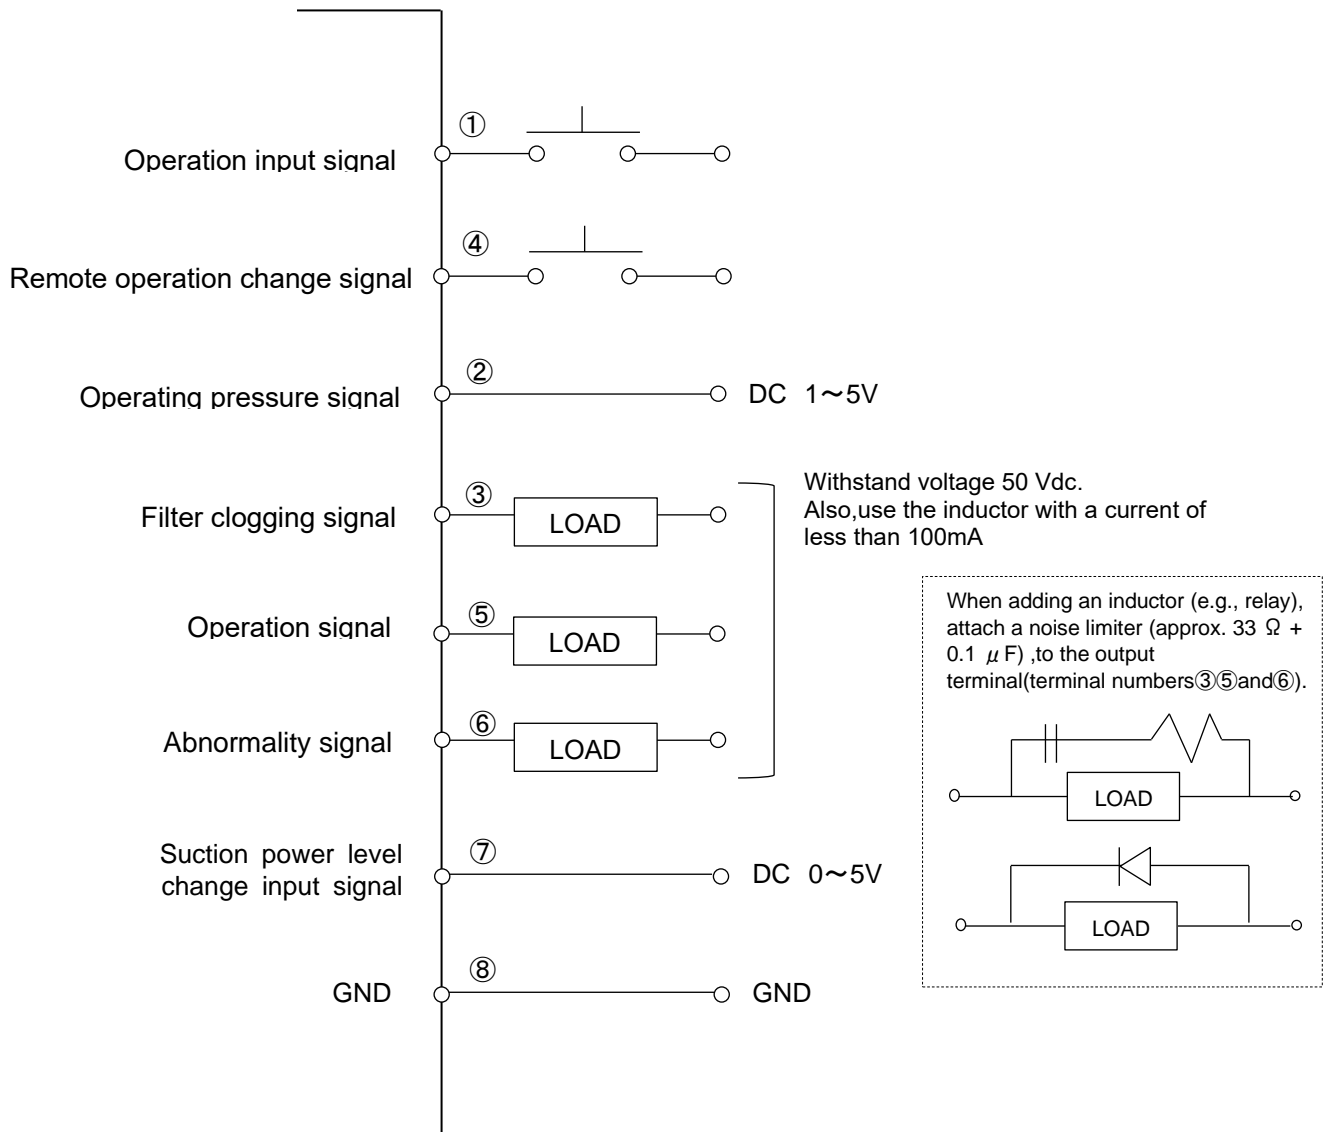 ①
Operation input signal
④
Remote operation change signal
②
Operating pressure signal
DC 1～5V
③
Filter clogging signal
LOAD
Withstand voltage 50 Vdc.
Also,use the inductor with a current of
less than 100mA
⑤
Operation signal
LOAD
⑥
Abnormality signal
LOAD
When adding an inductor (e.g., relay),
attach a noise limiter (approx. 33 Ω +
0.1 μF) ,to the output
terminal(terminal numbers③⑤and⑥).
LOAD
LOAD
⑦
Suction power level
change input signal
DC 0～5V
⑧
GND
GND